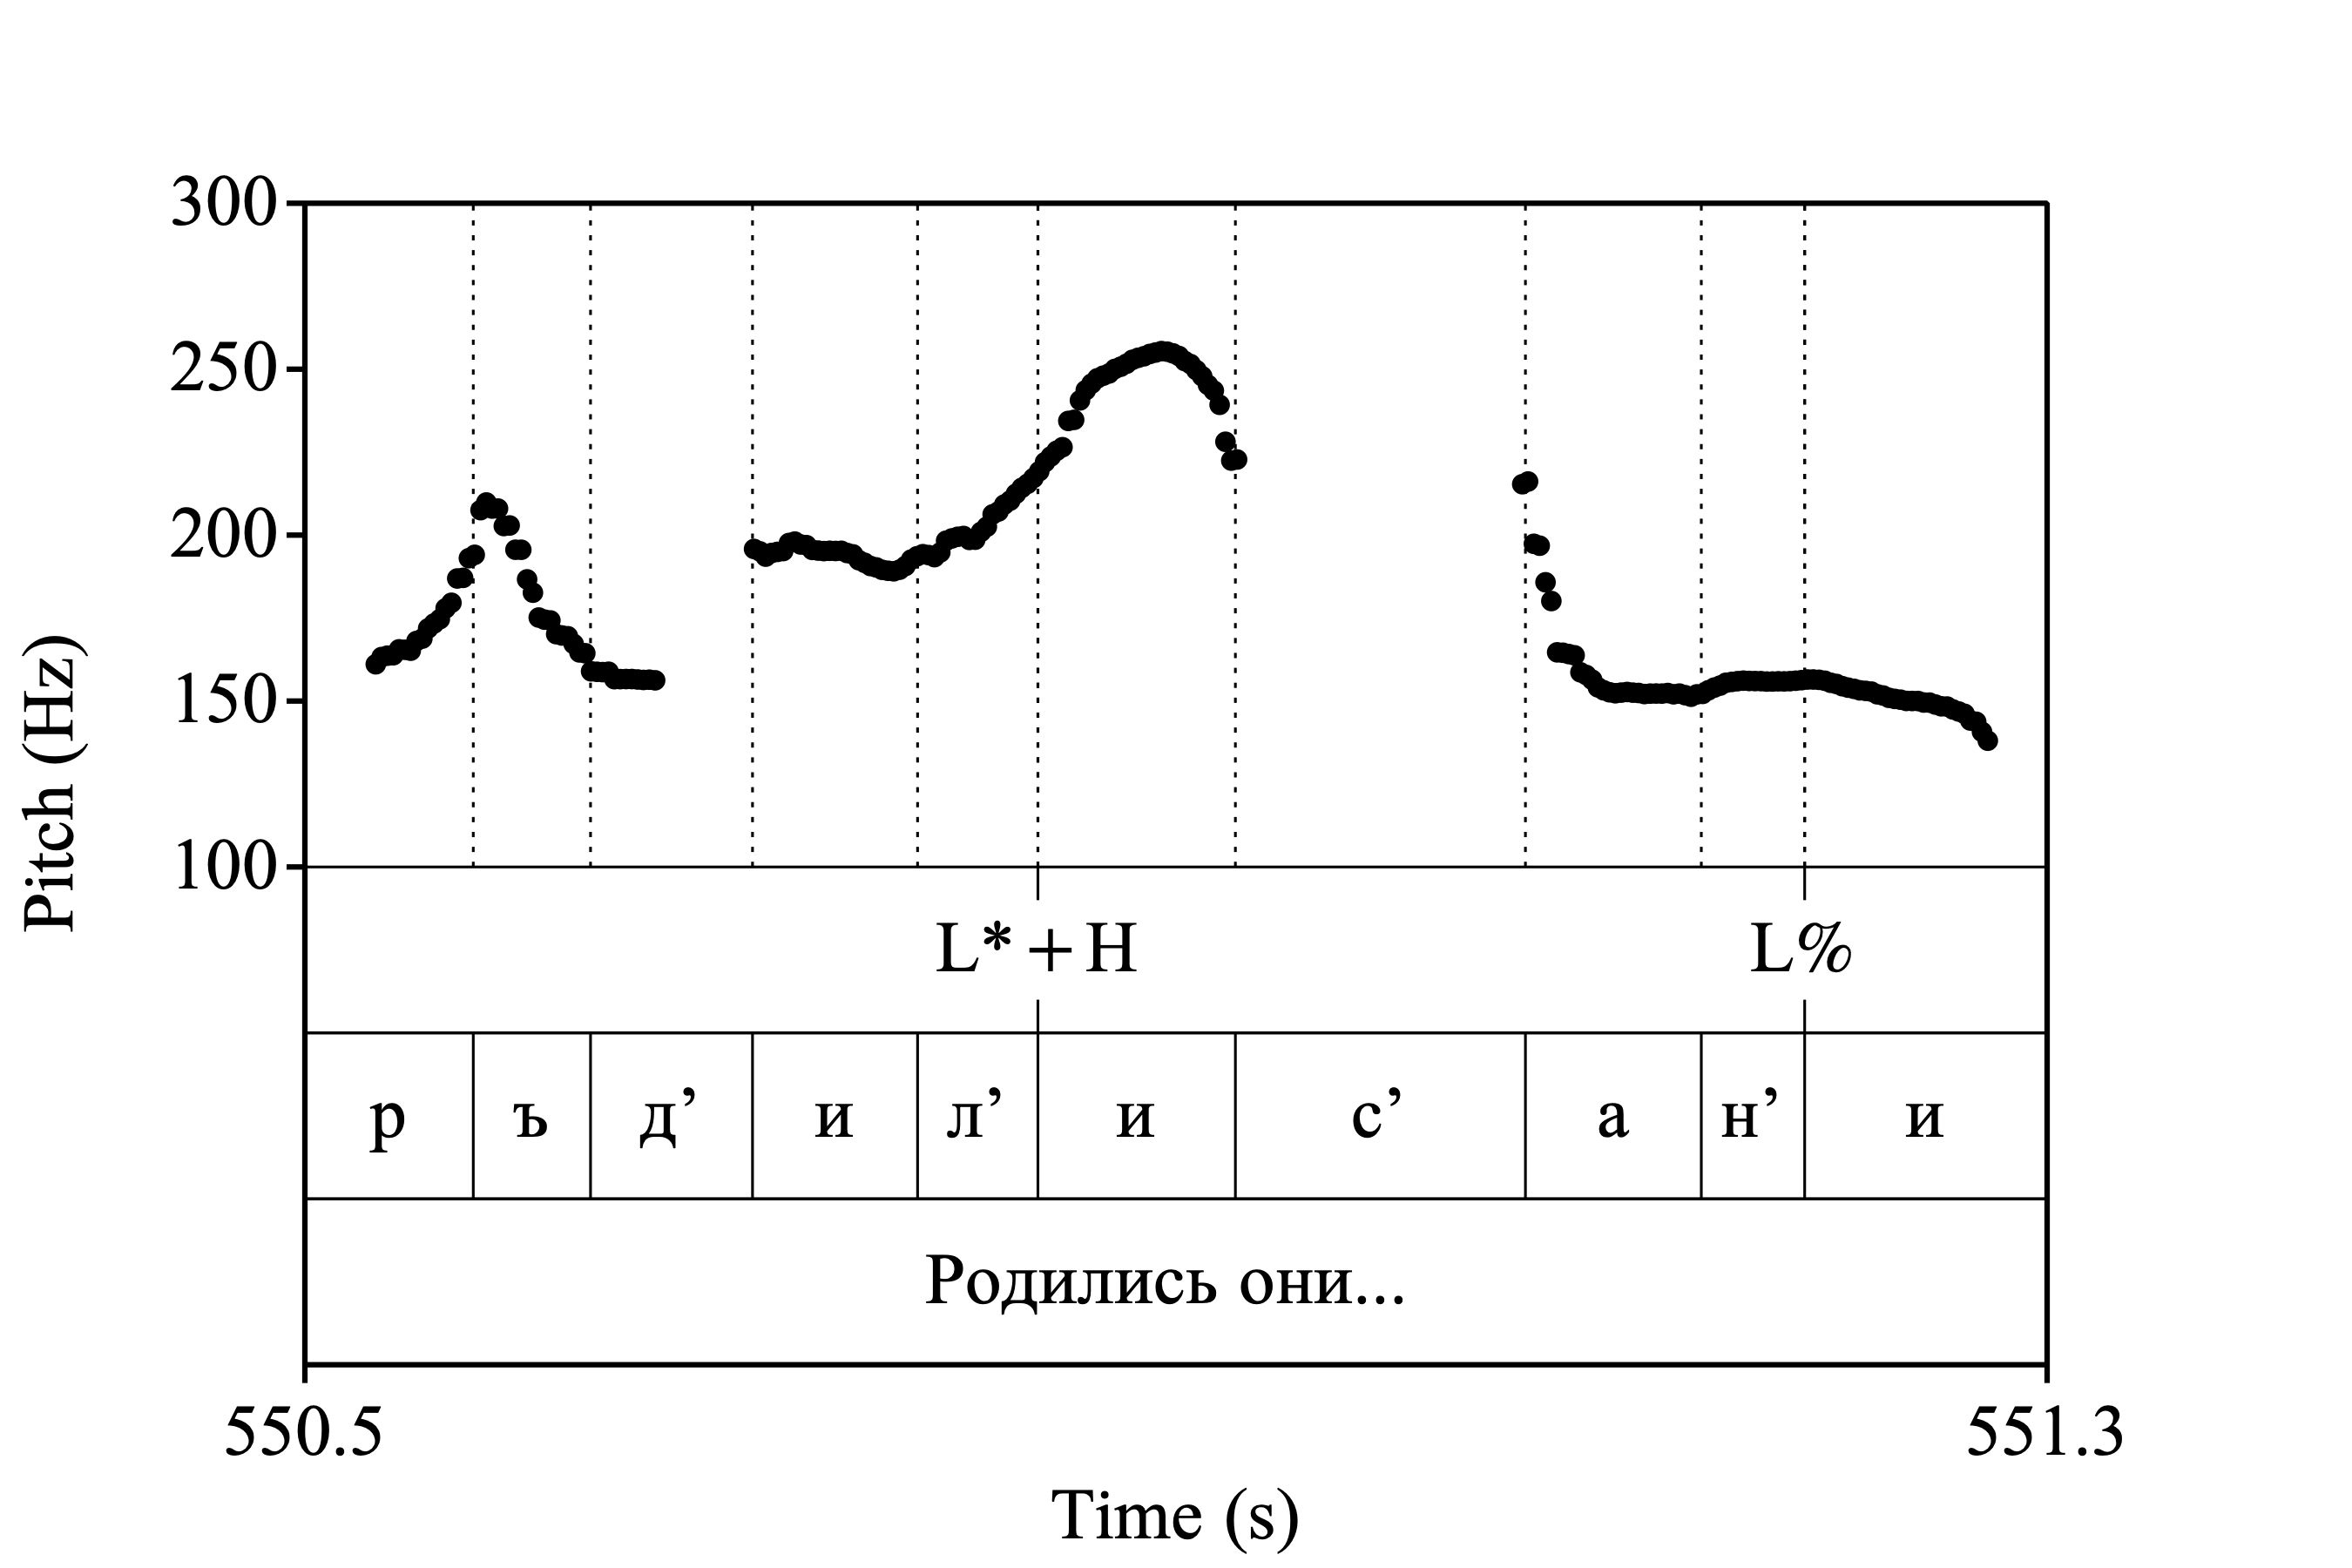 300
250
200
150
100
Pitch (Hz)
L*+H L%
р ъ д’ и л’ и с’ а н’ и
Родились они...
550.5 551.3
Time (s)